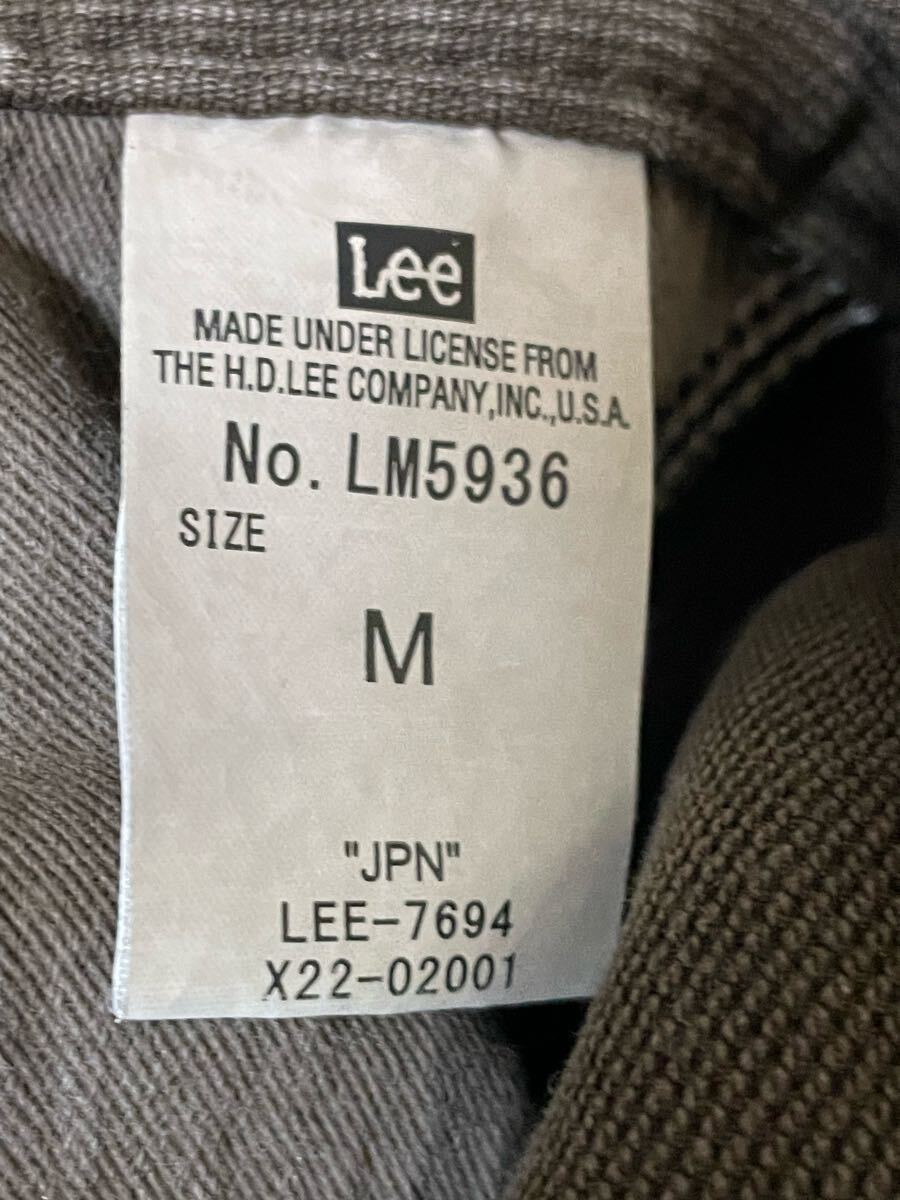 Lee
MADE UNDER LICENSE FROM
THE H.D.LEE COMPANY,INC.,U.S.A.
No. LM5936
SIZE
M
"JPN"
LEE-7694
X22-02001